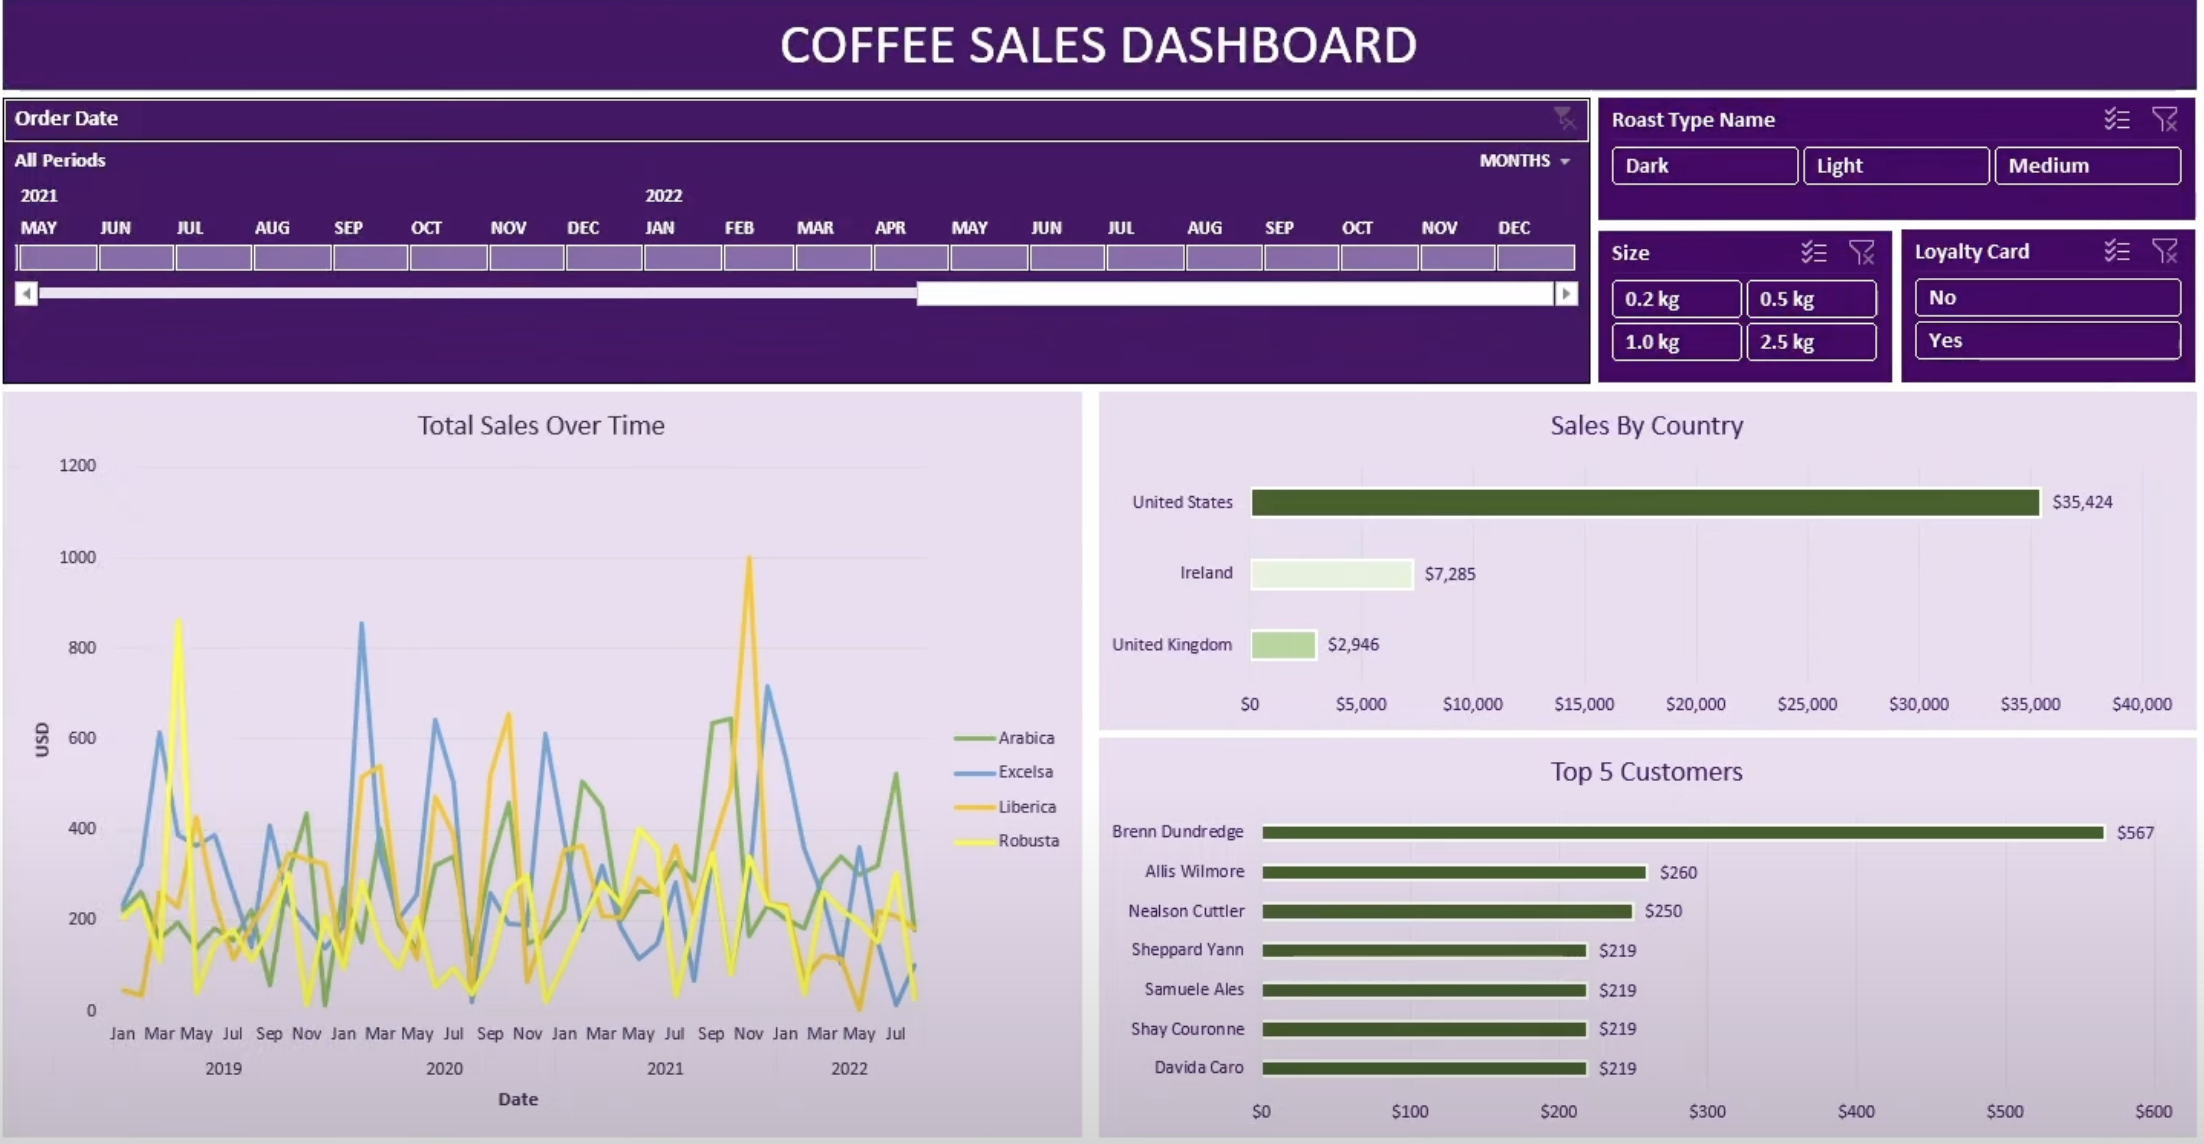 COFFEE SALES DASHBOARD
Order Date
All Periods
MONTHS
2021 2022
MAY JUN JUL AUG SEP OCT NOV DEC JAN FEB MAR APR MAY JUN JUL AUG SEP OCT NOV DEC
Roast Type Name
Dark Light Medium
Size
0.2 kg 0.5 kg
1.0 kg 2.5 kg
Loyalty Card
No
Yes
Total Sales Over Time
1200
1000
800
600
400
200
0
USD
Jan Mar May Jul Sep Nov Jan Mar May Jul Sep Nov Jan Mar May Jul Sep Nov Jan Mar May Jul
2019 2020 2021 2022
Date
Arabica
Excelsa
Liberica
Robusta
Sales By Country
United States $35,424
Ireland $7,285
United Kingdom $2,946
$0 $5,000 $10,000 $15,000 $20,000 $25,000 $30,000 $35,000 $40,000
Top 5 Customers
Brenn Dundredge $567
Allis Wilmore $260
Nealson Cuttler $250
Sheppard Yann $219
Samuele Ales $219
Shay Couronne $219
Davida Caro $219
$0 $100 $200 $300 $400 $500 $600